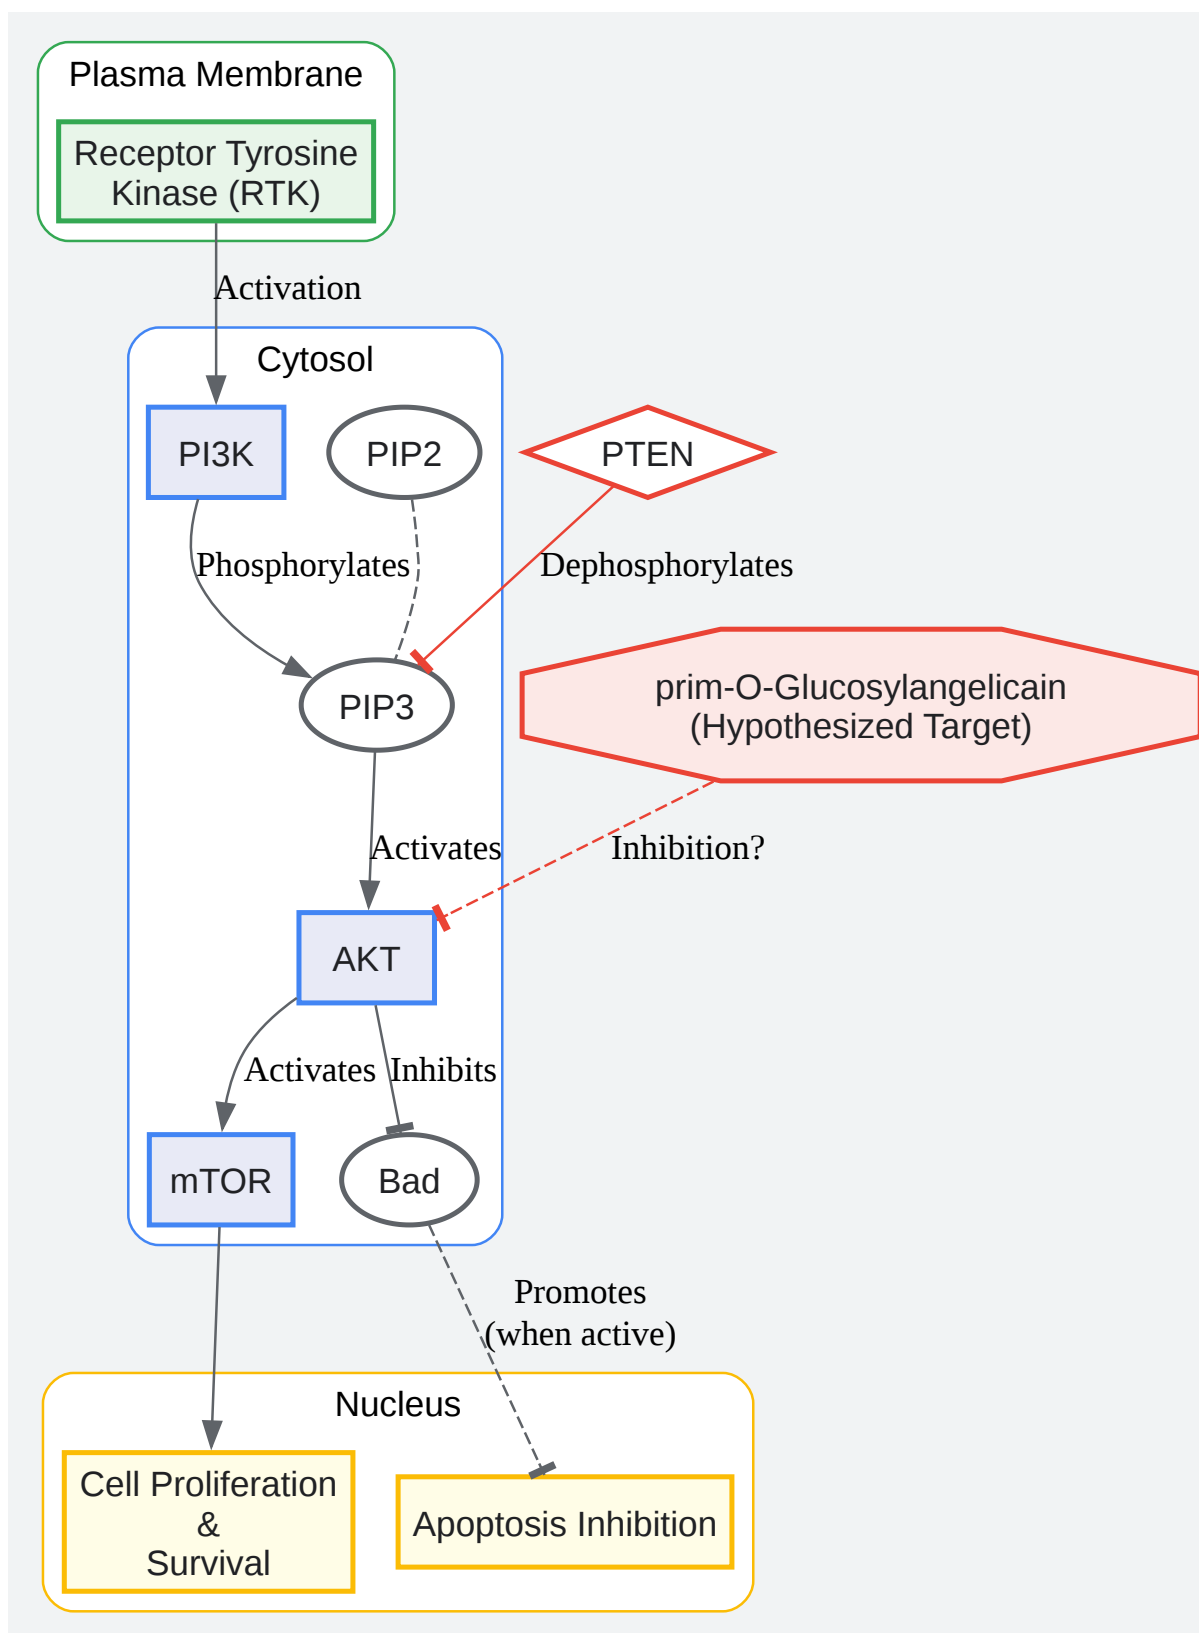 Plasma Membrane
Receptor Tyrosine
Kinase (RTK)
Activation
Cytosol
PI3K
PIP2
PTEN
Phosphorylates
Dephosphorylates
PIP3
prim-O-Glucosylangelicain
(Hypothesized Target)
Activates
Inhibition?
AKT
Activates
Inhibits
mTOR
Bad
Promotes
(when active)
Nucleus
Cell Proliferation
&
Survival
Apoptosis Inhibition